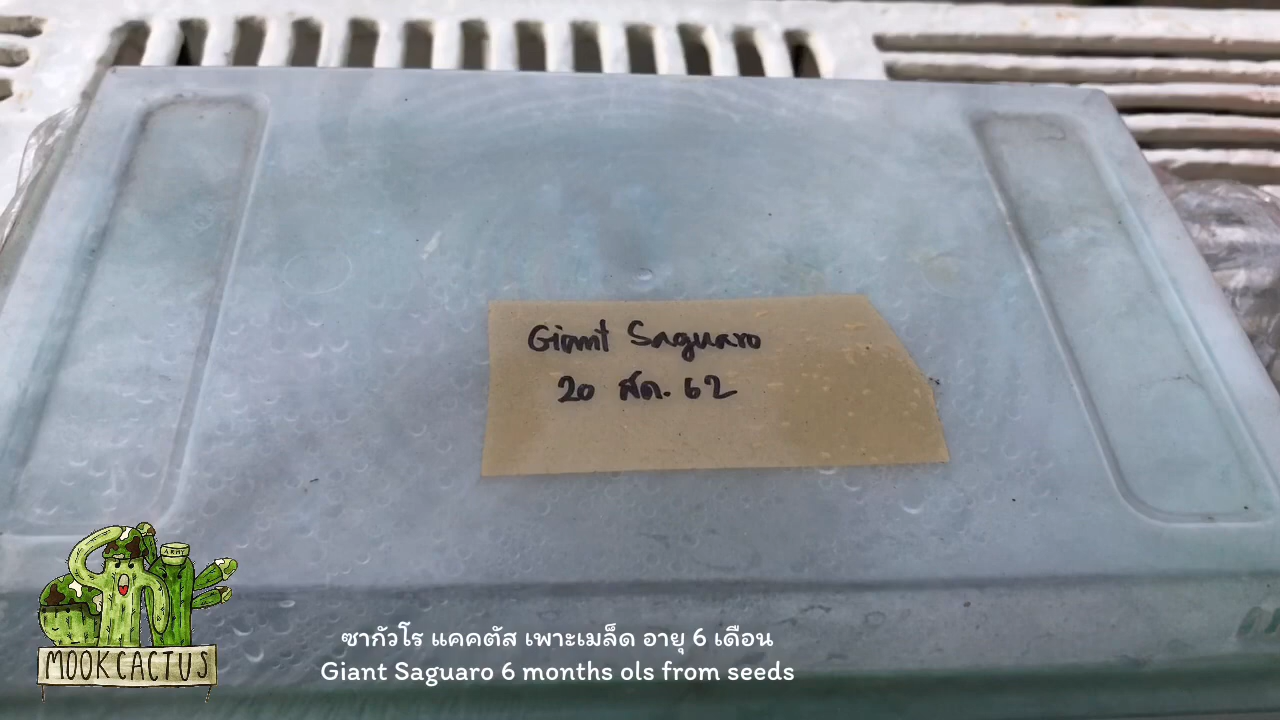 Giant Saguaro
20 สค. 62
ARMY
MOOKCACTUS
ซากัวโร แคคตัส เพาะเมล็ด อายุ 6 เดือน
Giant Saguaro 6 months ols from seeds